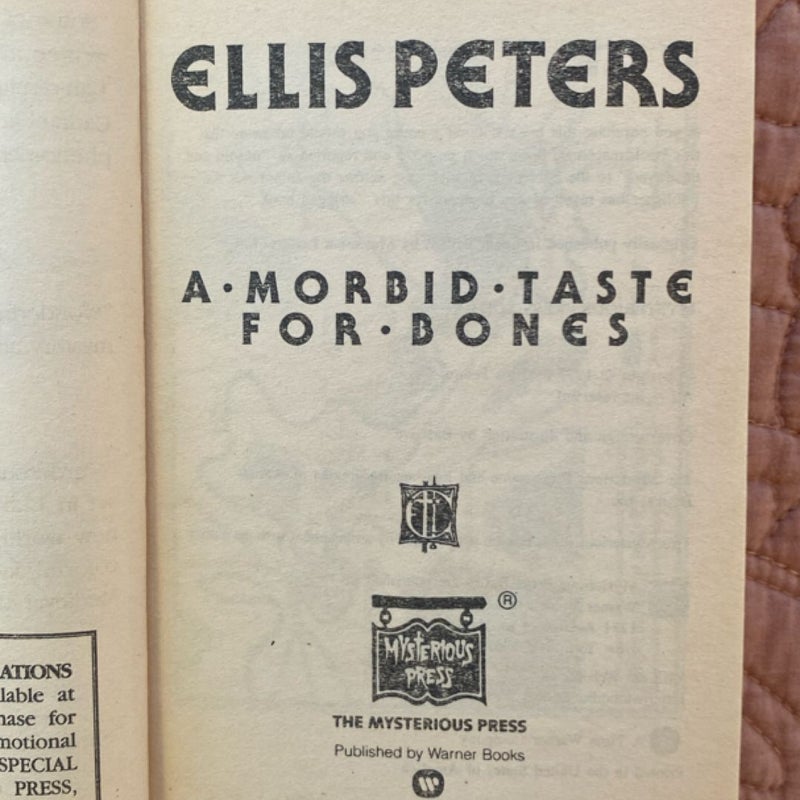 ATIONS
lable at
hase for
motional
SPECIAL
PRESS,
ELLIS PETERS
A·MORBID·TASTE
FOR·BONES
MYSTERIOUS
PRESS
®
THE MYSTERIOUS PRESS
Published by Warner Books